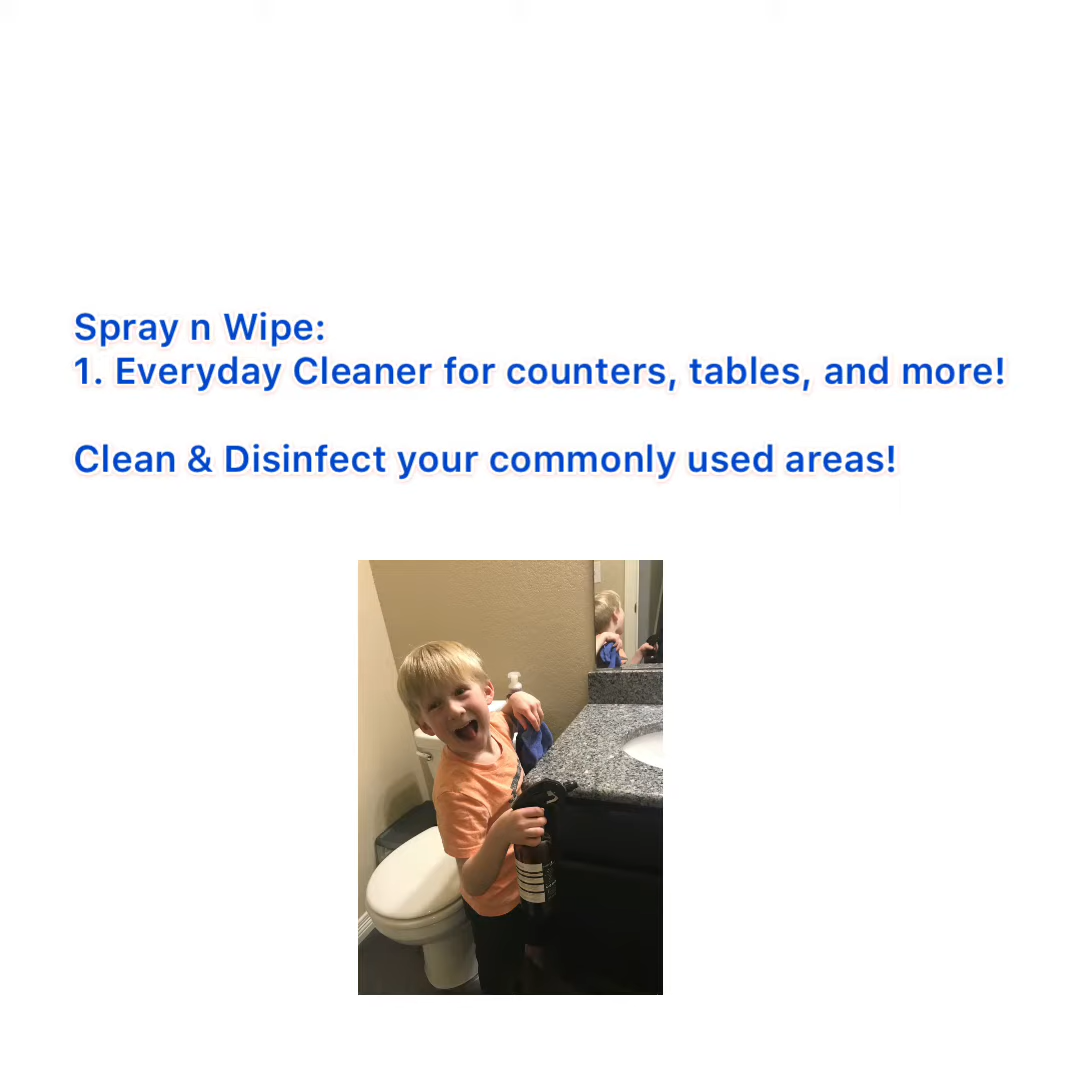 Spray n Wipe:
1. Everyday Cleaner for counters, tables, and more!
Clean & Disinfect your commonly used areas!